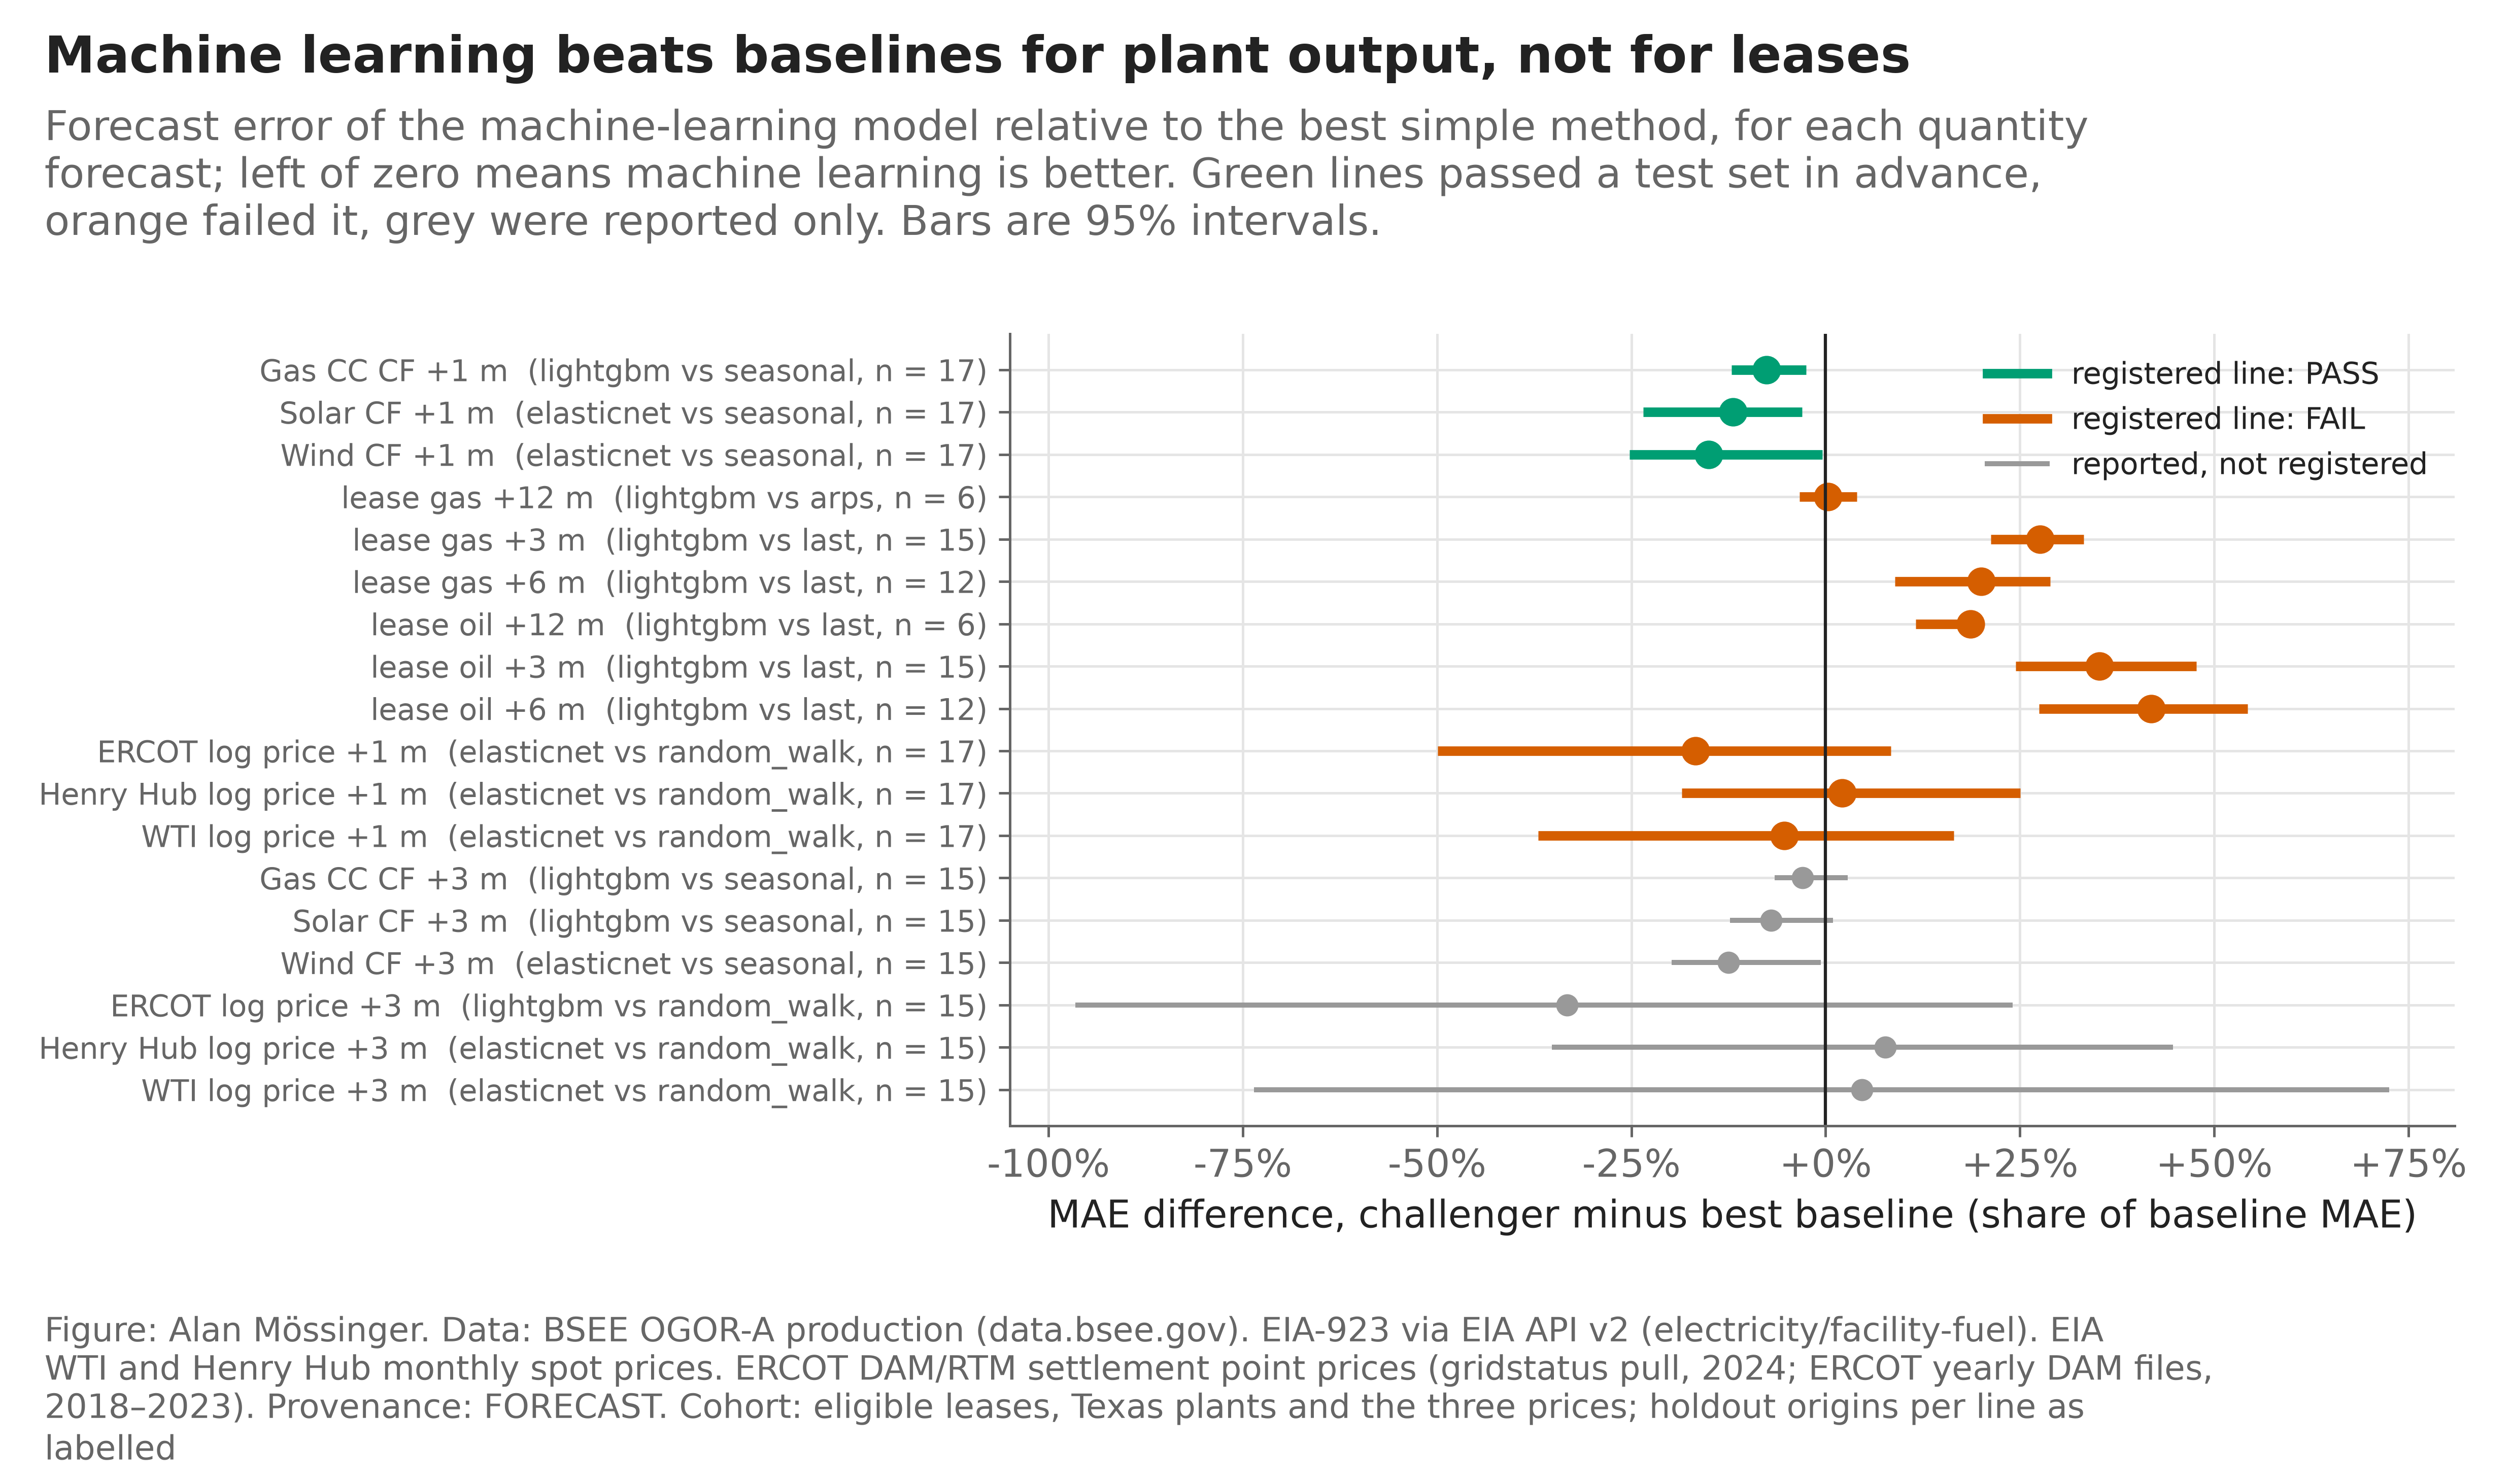 Machine learning beats baselines for plant output, not for leases
Forecast error of the machine-learning model relative to the best simple method, for each quantity
forecast; left of zero means machine learning is better. Green lines passed a test set in advance,
orange failed it, grey were reported only. Bars are 95% intervals.
Gas CC CF +1 m (lightgbm vs seasonal, n = 17)
Solar CF +1 m (elasticnet vs seasonal, n = 17)
Wind CF +1 m (elasticnet vs seasonal, n = 17)
lease gas +12 m (lightgbm vs arps, n = 6)
lease gas +3 m (lightgbm vs last, n = 15)
lease gas +6 m (lightgbm vs last, n = 12)
lease oil +12 m (lightgbm vs last, n = 6)
lease oil +3 m (lightgbm vs last, n = 15)
lease oil +6 m (lightgbm vs last, n = 12)
ERCOT log price +1 m (elasticnet vs random_walk, n = 17)
Henry Hub log price +1 m (elasticnet vs random_walk, n = 17)
WTI log price +1 m (elasticnet vs random_walk, n = 17)
Gas CC CF +3 m (lightgbm vs seasonal, n = 15)
Solar CF +3 m (lightgbm vs seasonal, n = 15)
Wind CF +3 m (elasticnet vs seasonal, n = 15)
ERCOT log price +3 m (lightgbm vs random_walk, n = 15)
Henry Hub log price +3 m (elasticnet vs random_walk, n = 15)
WTI log price +3 m (elasticnet vs random_walk, n = 15)
registered line: PASS
registered line: FAIL
reported, not registered
-100% -75% -50% -25% +0% +25% +50% +75%
MAE difference, challenger minus best baseline (share of baseline MAE)
Figure: Alan Mössinger. Data: BSEE OGOR-A production (data.bsee.gov). EIA-923 via EIA API v2 (electricity/facility-fuel). EIA
WTI and Henry Hub monthly spot prices. ERCOT DAM/RTM settlement point prices (gridstatus pull, 2024; ERCOT yearly DAM files,
2018–2023). Provenance: FORECAST. Cohort: eligible leases, Texas plants and the three prices; holdout origins per line as
labelled